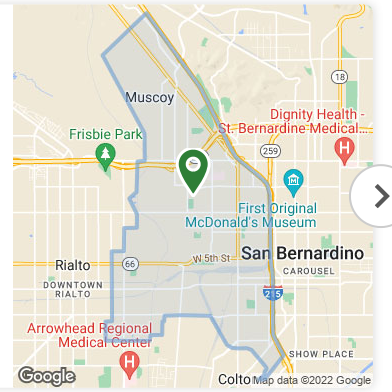 Muscoy
18
Dignity Health -
St. Bernardine Medical...
Frisbie Park
259
H
First Original
McDonald's Museum
W 5th St
San Bernardino
Rialto
66
CAROUSEL
DOWNTOWN
RIALTO
215
Arrowhead Regional
Medical Center
H
SHOW PLACE
Google
Colto
Map data ©2022 Google